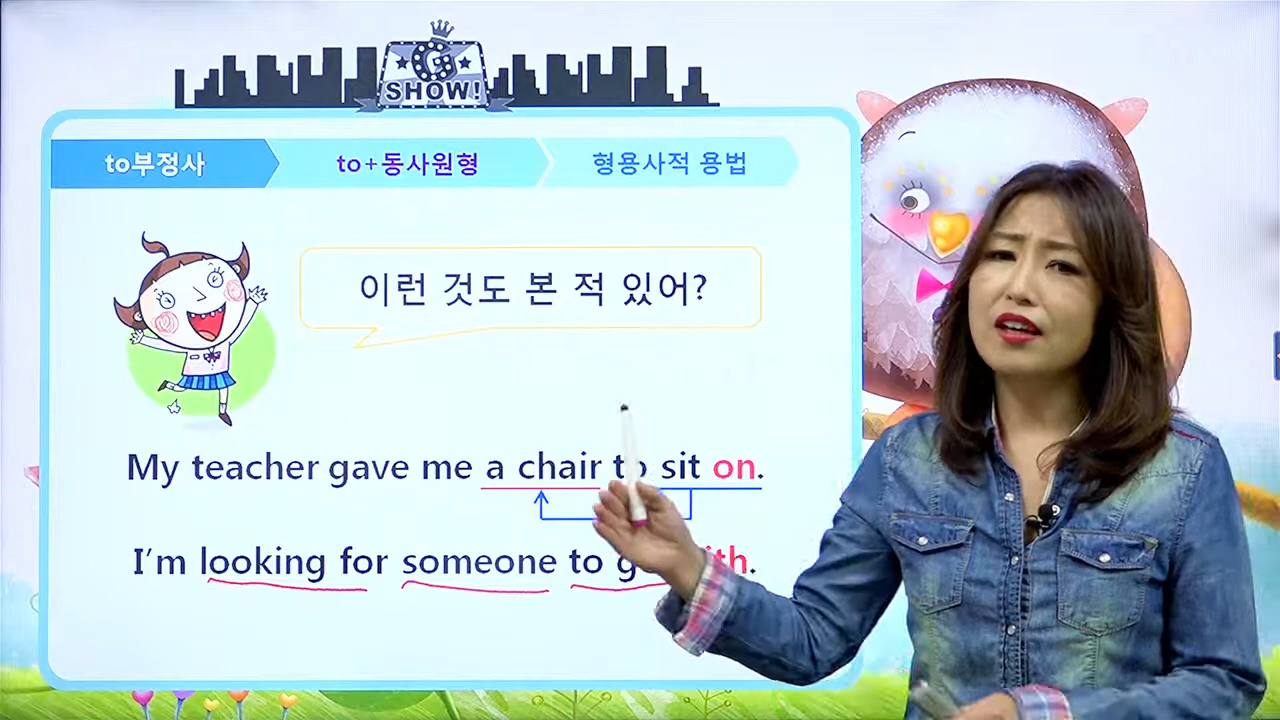 G
SHOW!
to부정사
to+동사원형
형용사적 용법
이런 것도 본 적 있어?
My teacher gave me a chair to sit on.
I'm looking for someone to